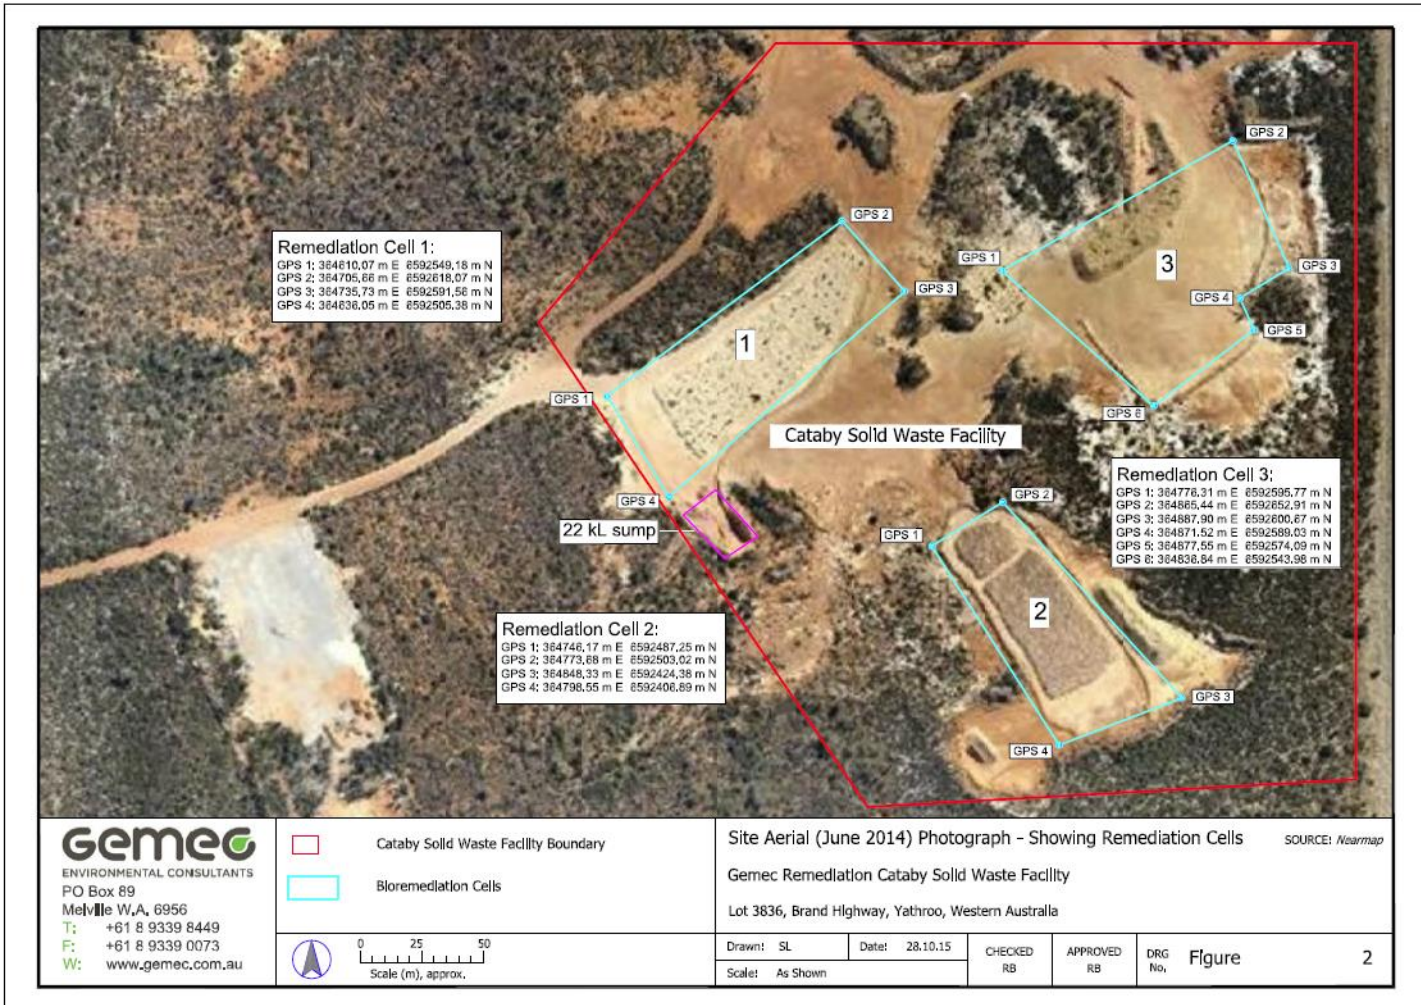 GPS 2
GPS 2
Remediation Cell 1:
GPS 1: 364610.07 m E 6592549.18 m N
GPS 2: 364705.66 m E 6592618.07 m N
GPS 3: 364735.73 m E 6592591.56 m N
GPS 4: 364636.05 m E 6592505.38 m N
GPS 1
3
GPS 3
GPS 3
GPS 4
GPS 5
1
GPS 1
GPS 6
Cataby Solid Waste Facility
Remediation Cell 3:
GPS 1: 364776.31 m E 6592595.77 m N
GPS 2: 364865.44 m E 6592652.91 m N
GPS 3: 364887.90 m E 6592600.67 m N
GPS 4: 364871.52 m E 6592589.03 m N
GPS 5: 364877.55 m E 6592574.09 m N
GPS 6: 364836.84 m E 6592543.98 m N
GPS 4
GPS 2
22 kL sump
GPS 1
2
Remediation Cell 2:
GPS 1: 364746.17 m E 6592487.25 m N
GPS 2: 364773.68 m E 6592503.02 m N
GPS 3: 364848.33 m E 6592424.38 m N
GPS 4: 364798.55 m E 6592406.89 m N
GPS 3
GPS 4
Gemec
ENVIRONMENTAL CONSULTANTS
PO Box 89
Melville W.A. 6956
T: +61 8 9339 8449
F: +61 8 9339 0073
W: www.gemec.com.au
Cataby Solid Waste Facility Boundary
Bioremediation Cells
0 25 50
Scale (m), approx.
Site Aerial (June 2014) Photograph - Showing Remediation Cells SOURCE: Nearmap
Gemec Remediation Cataby Solid Waste Facility
Lot 3836, Brand Highway, Yathroo, Western Australia
Drawn: SL Date: 28.10.15
Scale: As Shown
CHECKED
RB
APPROVED
RB
DRG
No.
Figure 2